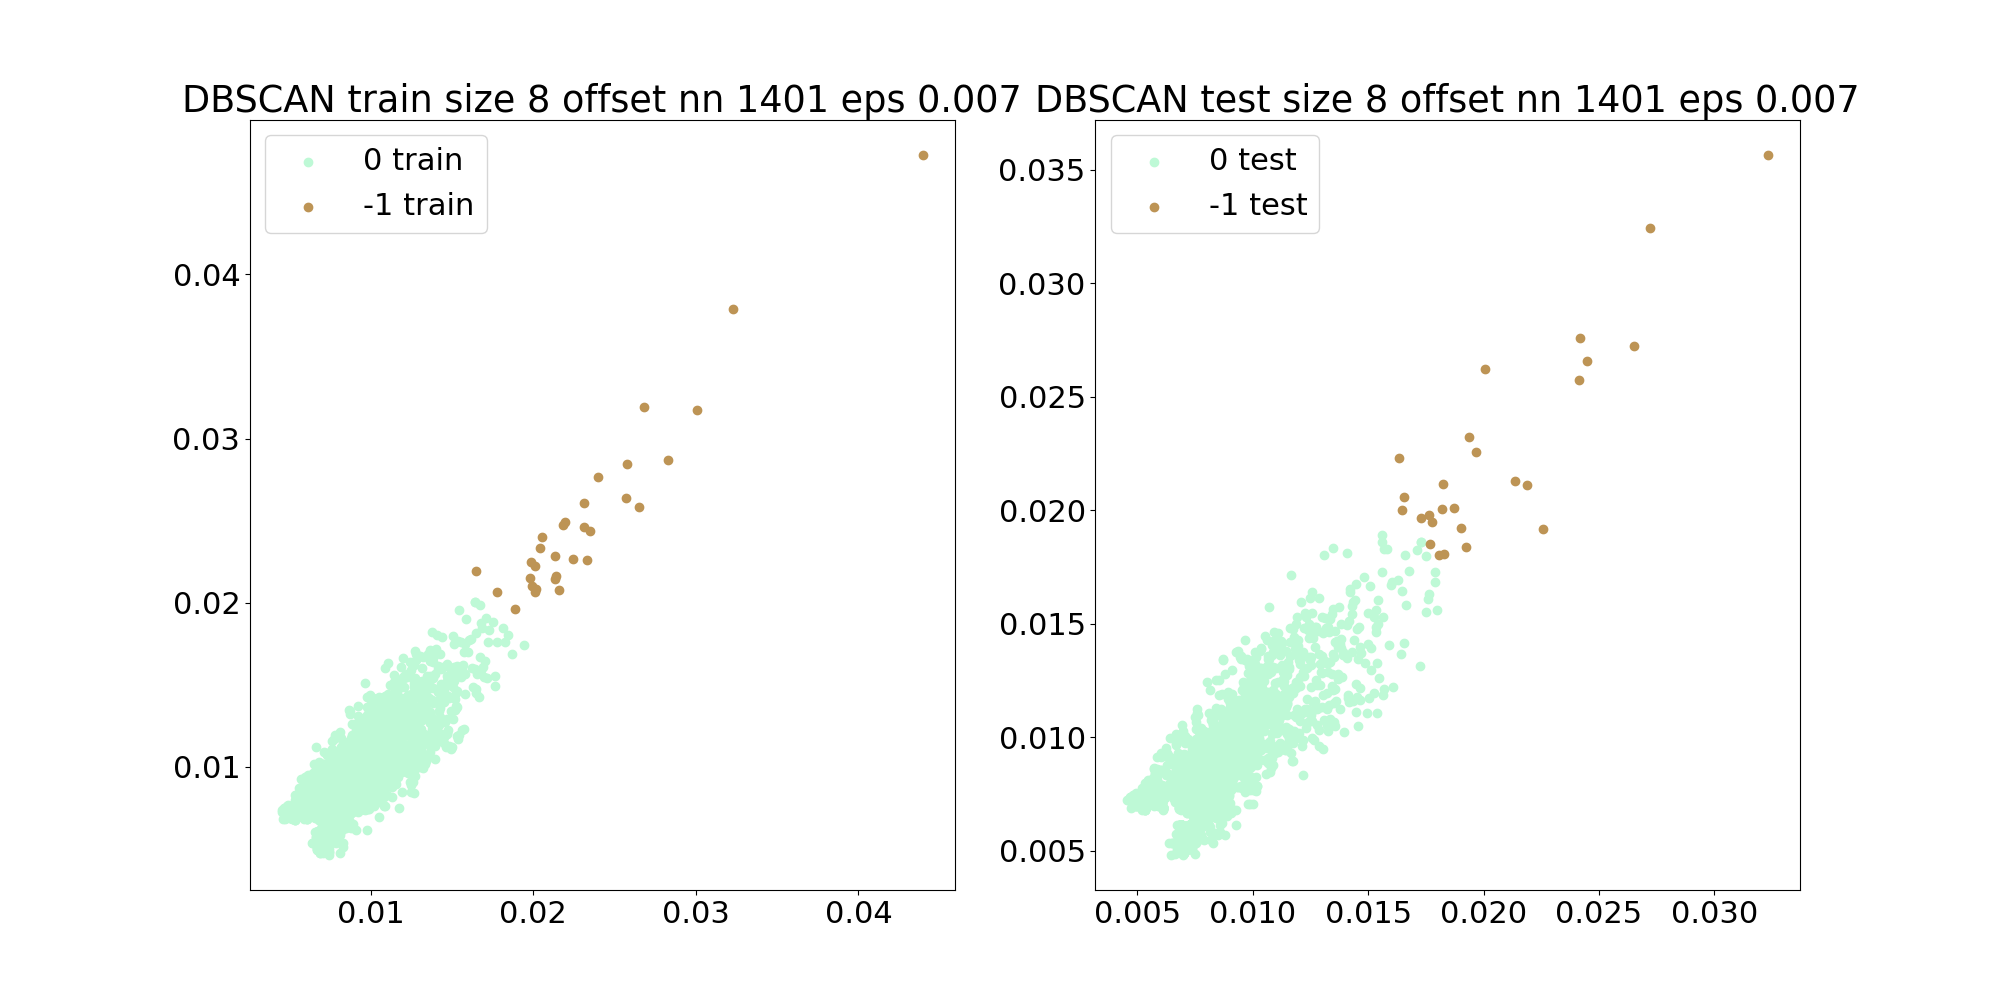 DBSCAN train size 8 offset nn 1401 eps 0.007
0 train
-1 train
0.04
0.03
0.02
0.01
0.01 0.02 0.03 0.04
DBSCAN test size 8 offset nn 1401 eps 0.007
0 test
-1 test
0.035
0.030
0.025
0.020
0.015
0.010
0.005
0.005 0.010 0.015 0.020 0.025 0.030